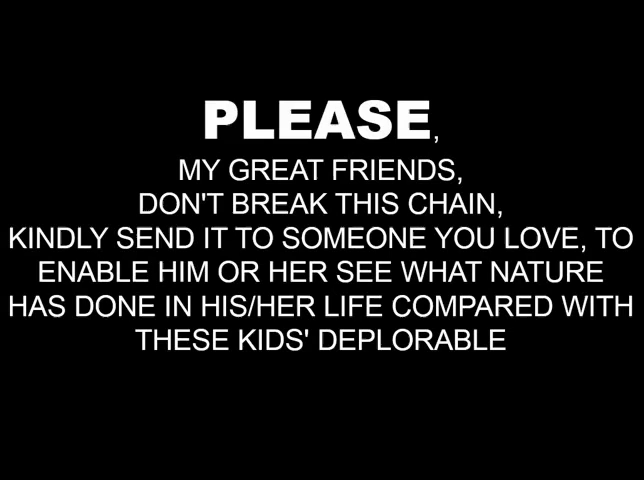 PLEASE,
MY GREAT FRIENDS,
DON'T BREAK THIS CHAIN,
KINDLY SEND IT TO SOMEONE YOU LOVE, TO
ENABLE HIM OR HER SEE WHAT NATURE
HAS DONE IN HIS/HER LIFE COMPARED WITH
THESE KIDS' DEPLORABLE